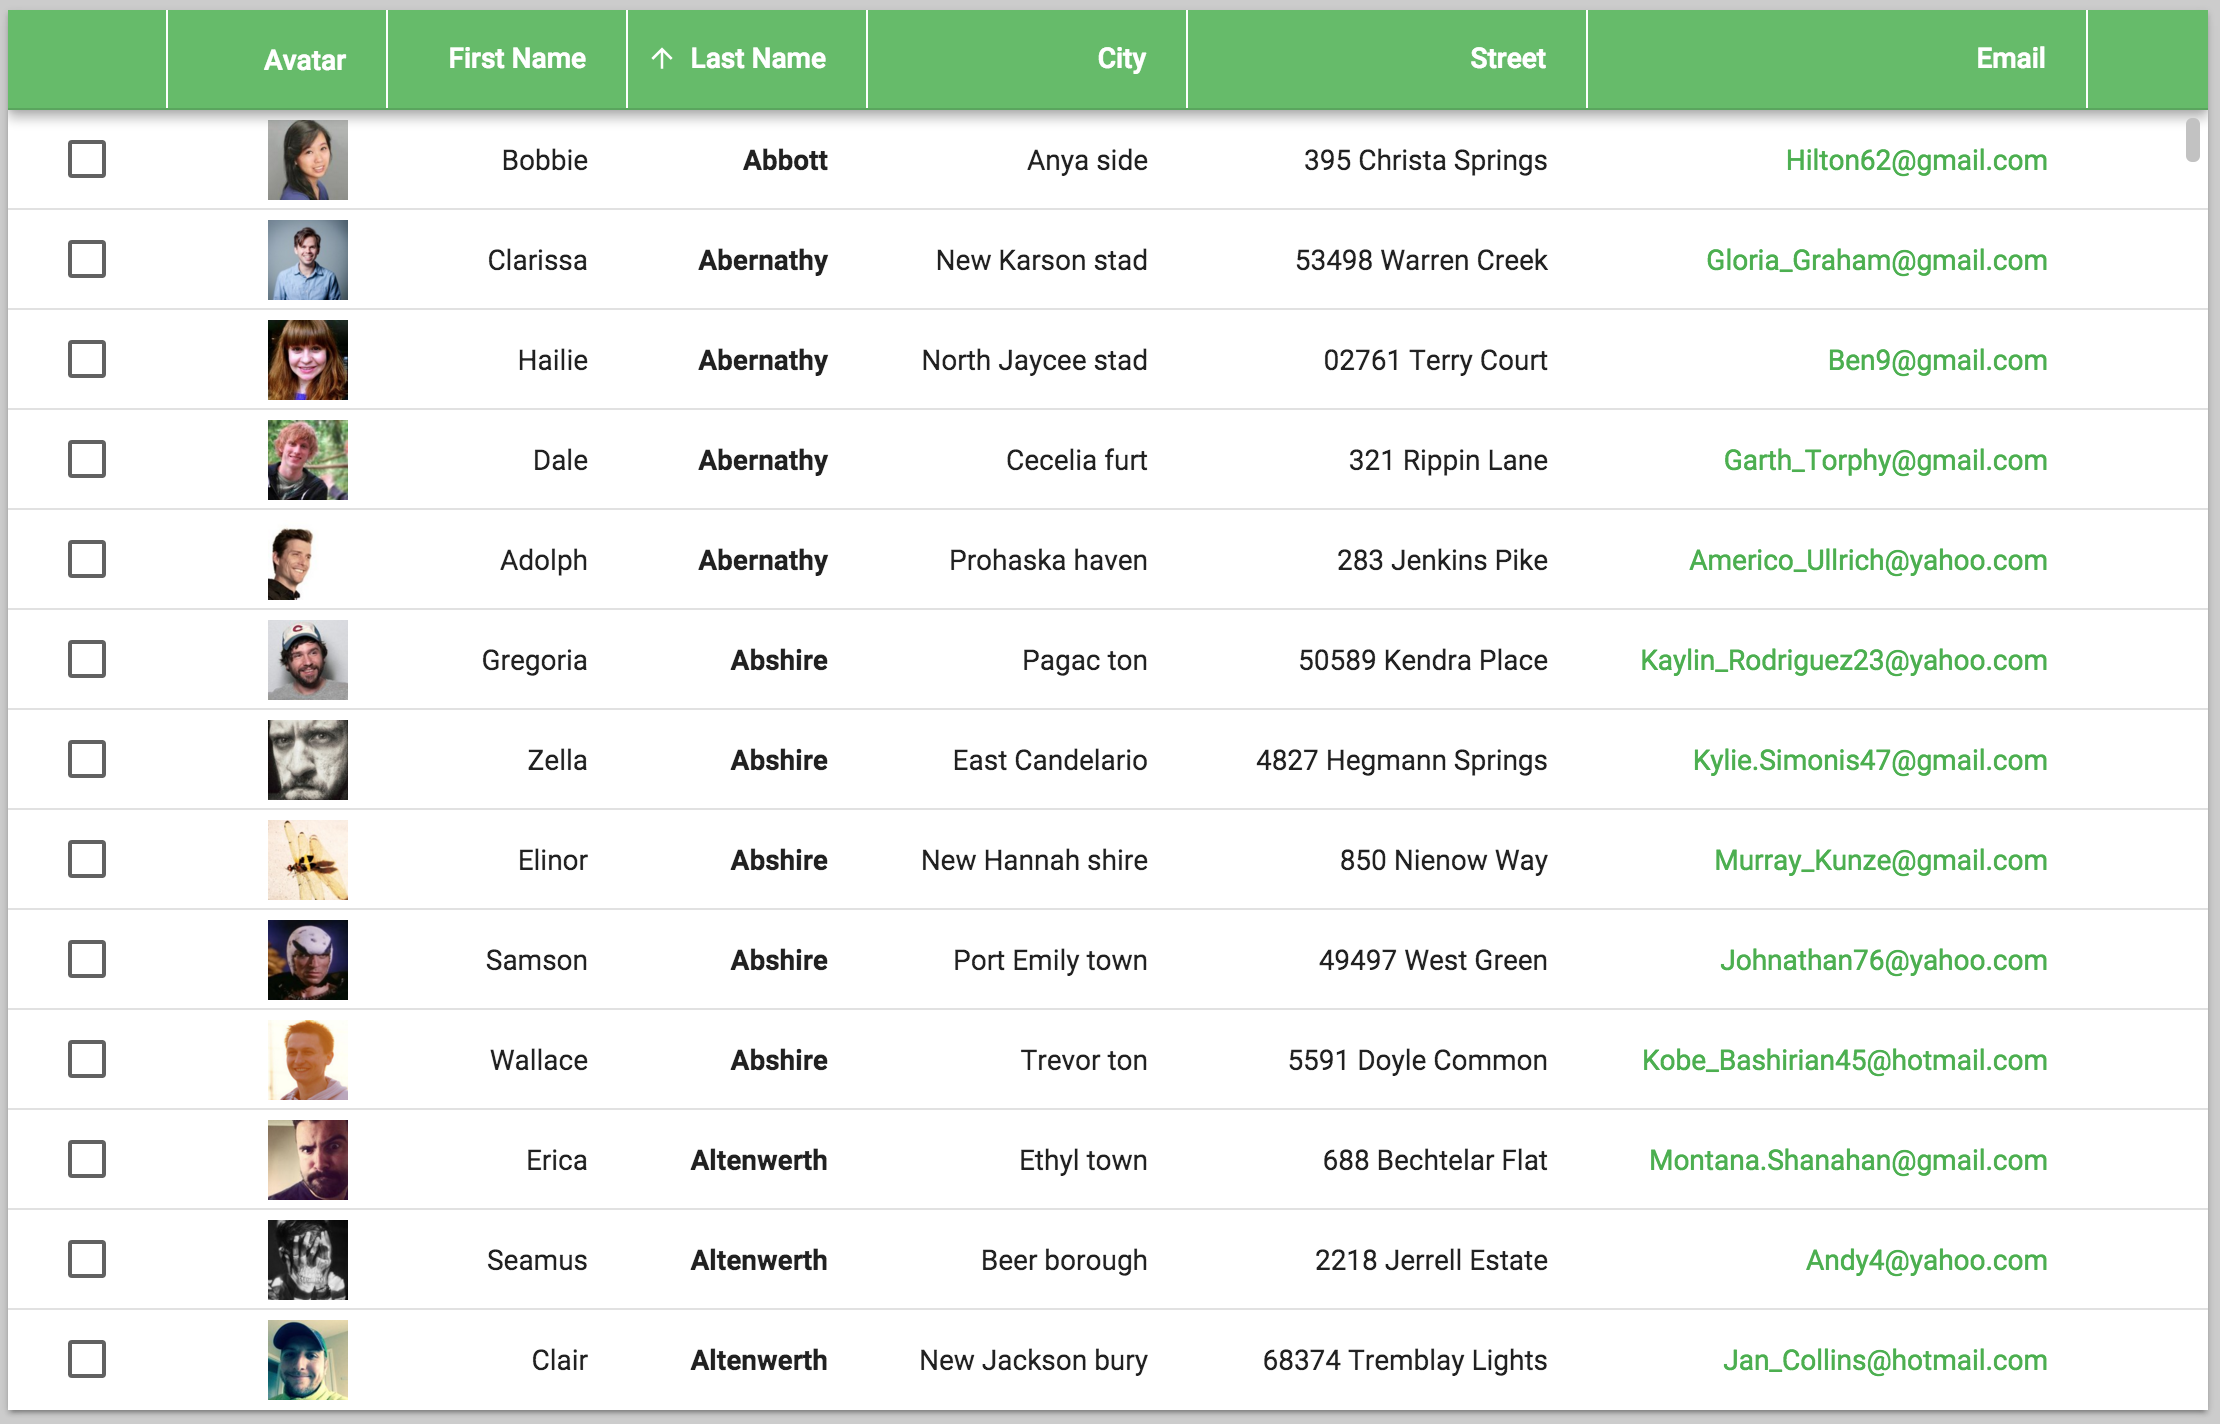 Avatar First Name Last Name City Street Email
Bobbie Abbott Anya side 395 Christa Springs Hilton62@gmail.com
Clarissa Abernathy New Karson stad 53498 Warren Creek Gloria_Graham@gmail.com
Hailie Abernathy North Jaycee stad 02761 Terry Court Ben9@gmail.com
Dale Abernathy Cecelia furt 321 Rippin Lane Garth_Torphy@gmail.com
Adolph Abernathy Prohaska haven 283 Jenkins Pike Americo_Ullrich@yahoo.com
Gregoria Abshire Pagac ton 50589 Kendra Place Kaylin_Rodriguez23@yahoo.com
Zella Abshire East Candelario 4827 Hegmann Springs Kylie.Simonis47@gmail.com
Elinor Abshire New Hannah shire 850 Nienow Way Murray_Kunze@gmail.com
Samson Abshire Port Emily town 49497 West Green Johnathan76@yahoo.com
Wallace Abshire Trevor ton 5591 Doyle Common Kobe_Bashirian45@hotmail.com
Erica Altenwerth Ethyl town 688 Bechtelar Flat Montana.Shanahan@gmail.com
Seamus Altenwerth Beer borough 2218 Jerrell Estate Andy4@yahoo.com
Clair Altenwerth New Jackson bury 68374 Tremblay Lights Jan_Collins@hotmail.com